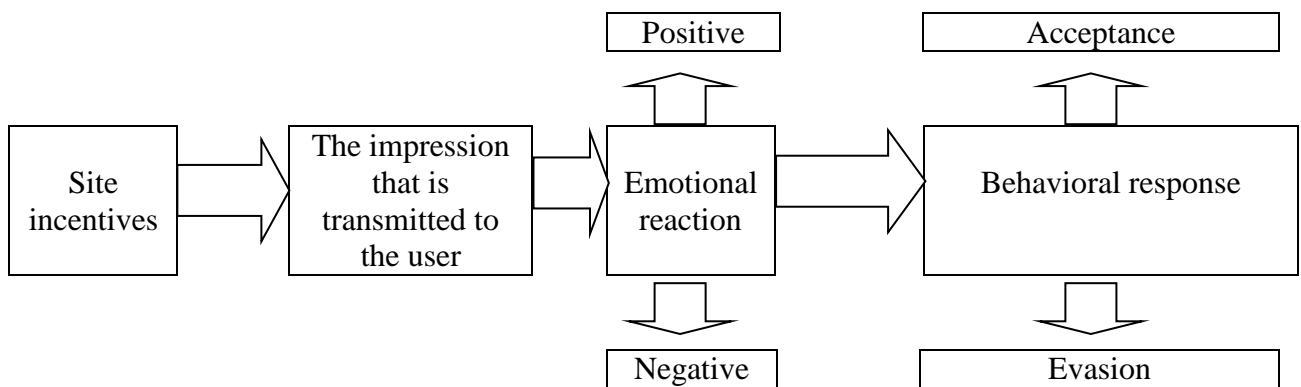 Positive
Acceptance
Site
incentives
The impression
that is
transmitted to
the user
Emotional
reaction
Behavioral response
Negative
Evasion